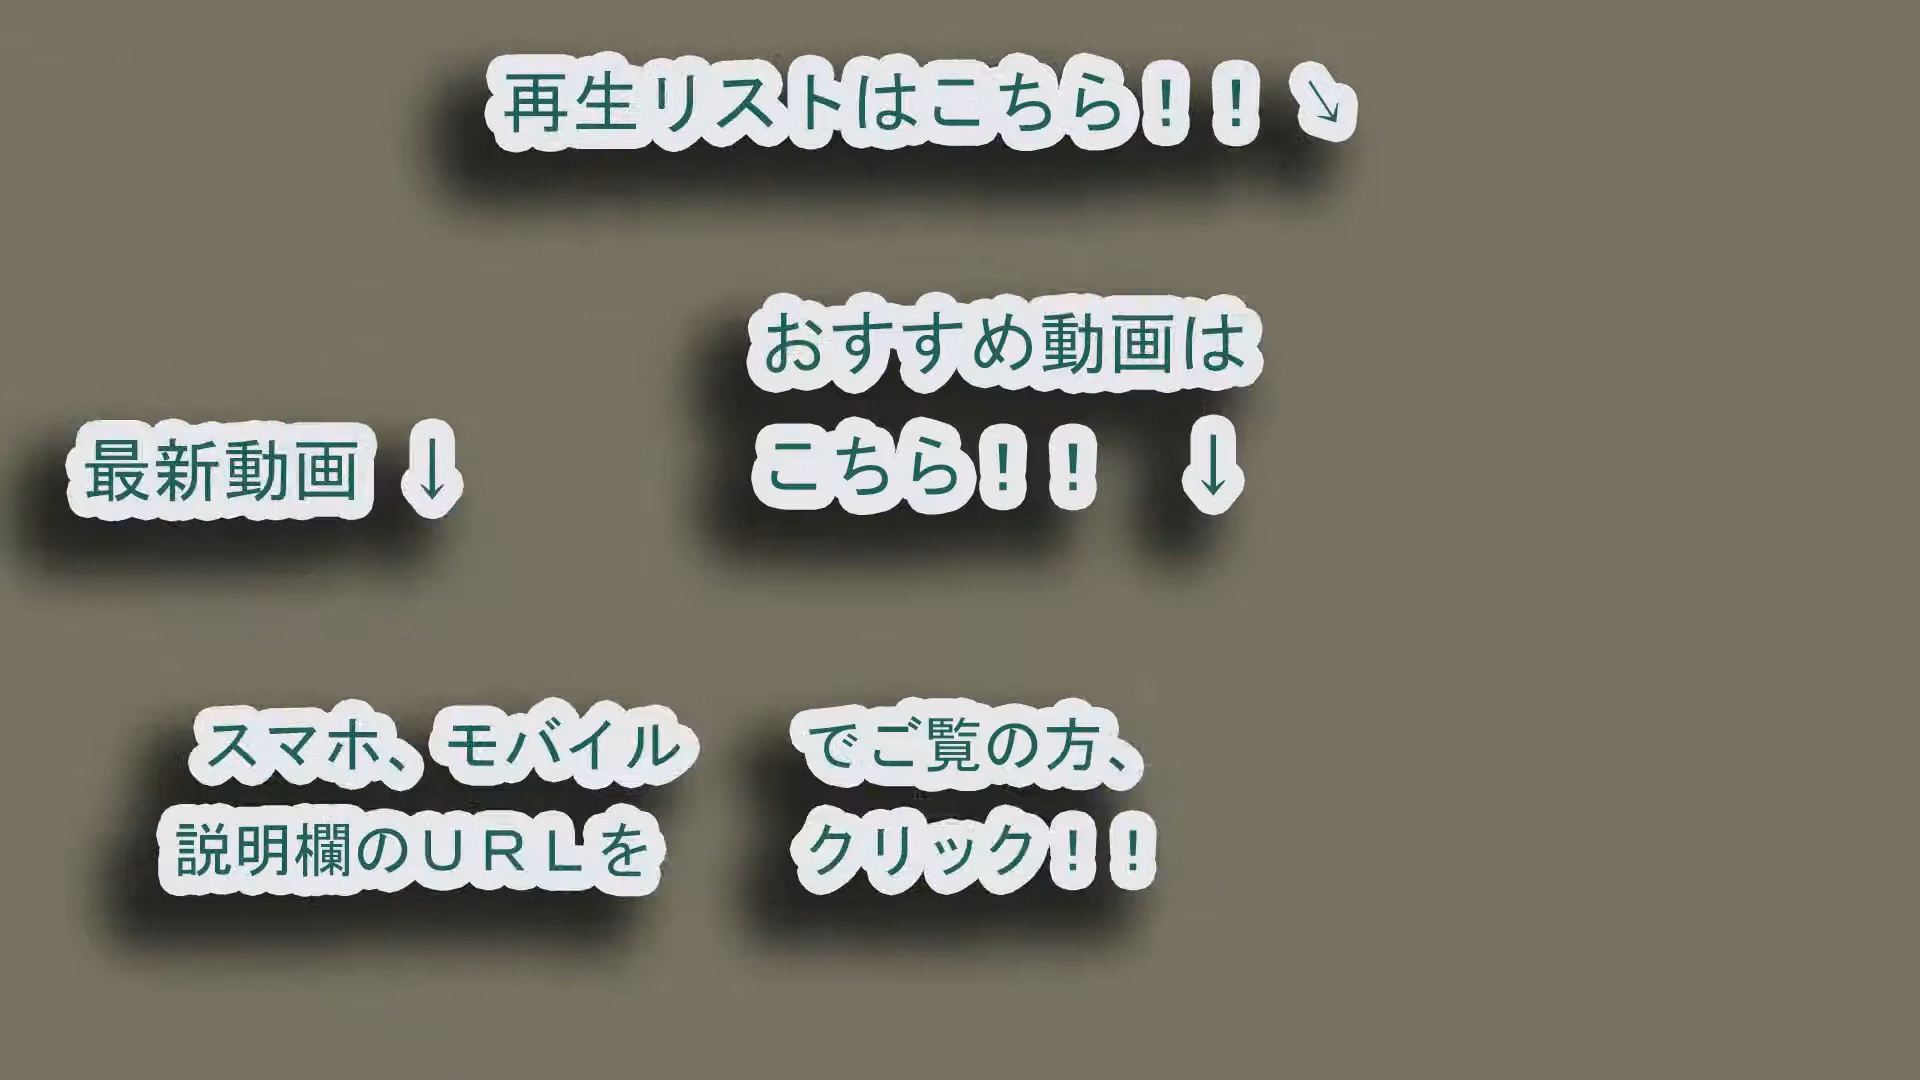 再生リストはこちら！！↘
おすすめ動画は
こちら！！　↓
最新動画 ↓
スマホ、モバイル　でご覧の方、
説明欄のＵＲＬを　クリック！！